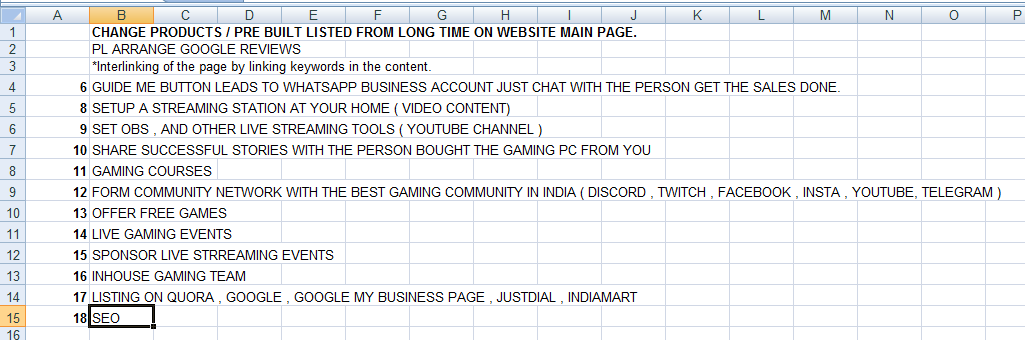 A B C D E F G H I J K L M N O P
1 CHANGE PRODUCTS / PRE BUILT LISTED FROM LONG TIME ON WEBSITE MAIN PAGE.
2 PL ARRANGE GOOGLE REVIEWS
3 *Interlinking of the page by linking keywords in the content.
4 6 GUIDE ME BUTTON LEADS TO WHATSAPP BUSINESS ACCOUNT JUST CHAT WITH THE PERSON GET THE SALES DONE.
5 8 SETUP A STREAMING STATION AT YOUR HOME ( VIDEO CONTENT)
6 9 SET OBS , AND OTHER LIVE STREAMING TOOLS ( YOUTUBE CHANNEL )
7 10 SHARE SUCCESSFUL STORIES WITH THE PERSON BOUGHT THE GAMING PC FROM YOU
8 11 GAMING COURSES
9 12 FORM COMMUNITY NETWORK WITH THE BEST GAMING COMMUNITY IN INDIA ( DISCORD , TWITCH , FACEBOOK , INSTA , YOUTUBE, TELEGRAM )
10 13 OFFER FREE GAMES
11 14 LIVE GAMING EVENTS
12 15 SPONSOR LIVE STRREAMING EVENTS
13 16 INHOUSE GAMING TEAM
14 17 LISTING ON QUORA , GOOGLE , GOOGLE MY BUSINESS PAGE , JUSTDIAL , INDIAMART
15 18 SEO
16